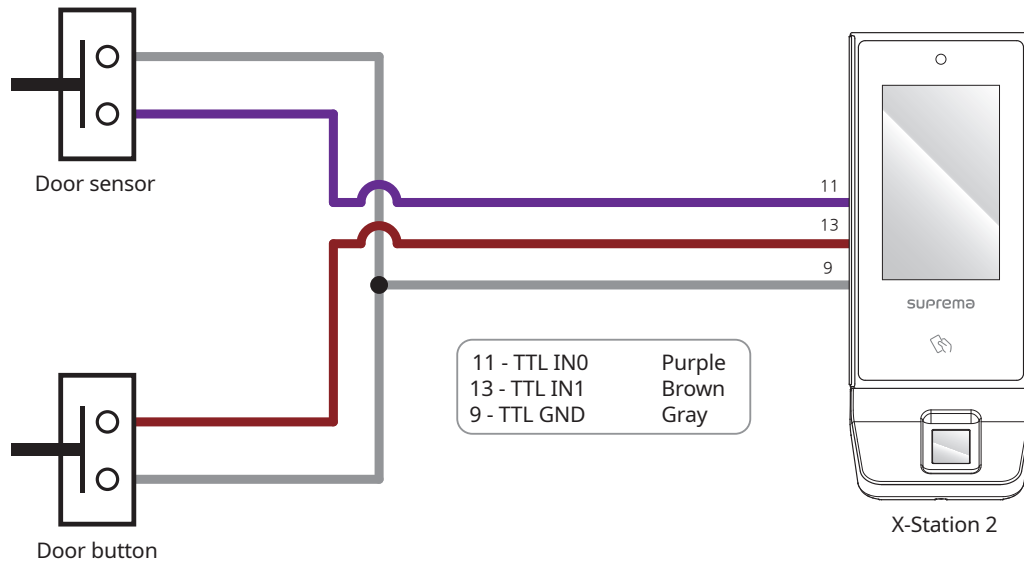 Door sensor
11
13
9
suprema
11 - TTL IN0 Purple
13 - TTL IN1 Brown
9 - TTL GND Gray
X-Station 2
Door button